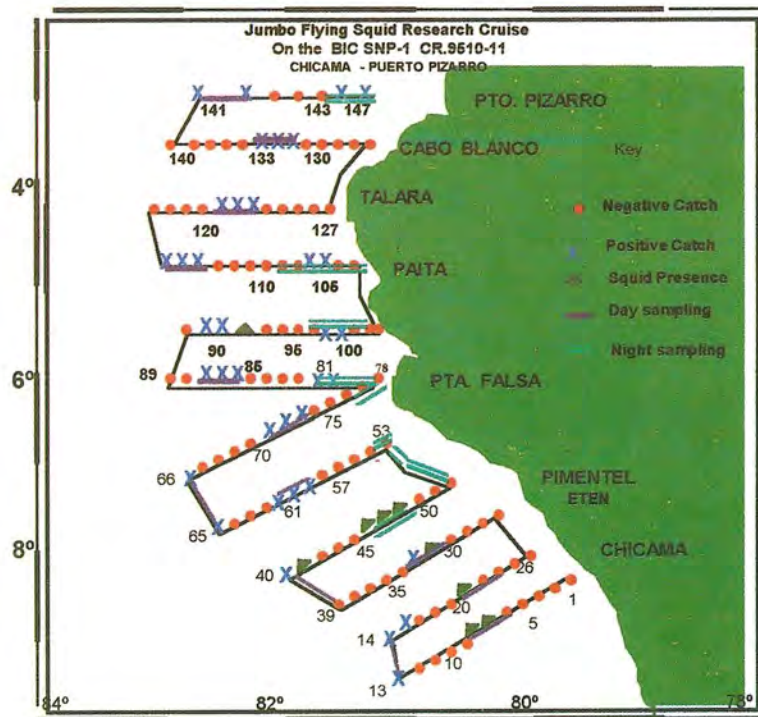 Jumbo Flying Squid Research Cruise
On the BIC SNP-1 CR.9510-11
CHICAMA - PUERTO PIZARRO
141 143 147
PTO. PIZARRO
140 133 130
CABO BLANCO
Key
4º
TALARA
120 127
Negative Catch
PAITA
Positive Catch
110 105
Squid Presence
Day sampling
90 95 100
Night sampling
89 85 81 78
6º
PTA. FALSA
75
70
53
66
57
PIMENTEL
61
ETEN
50
65
45
30
CHICAMA
8º
40
35
26
39
20
1
14
5
10
13
84º 82º 80º 78º